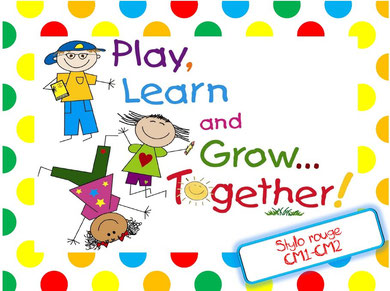 Play,
Learn
and
Grow...
Together!
Stylo rouge
CM1-CM2